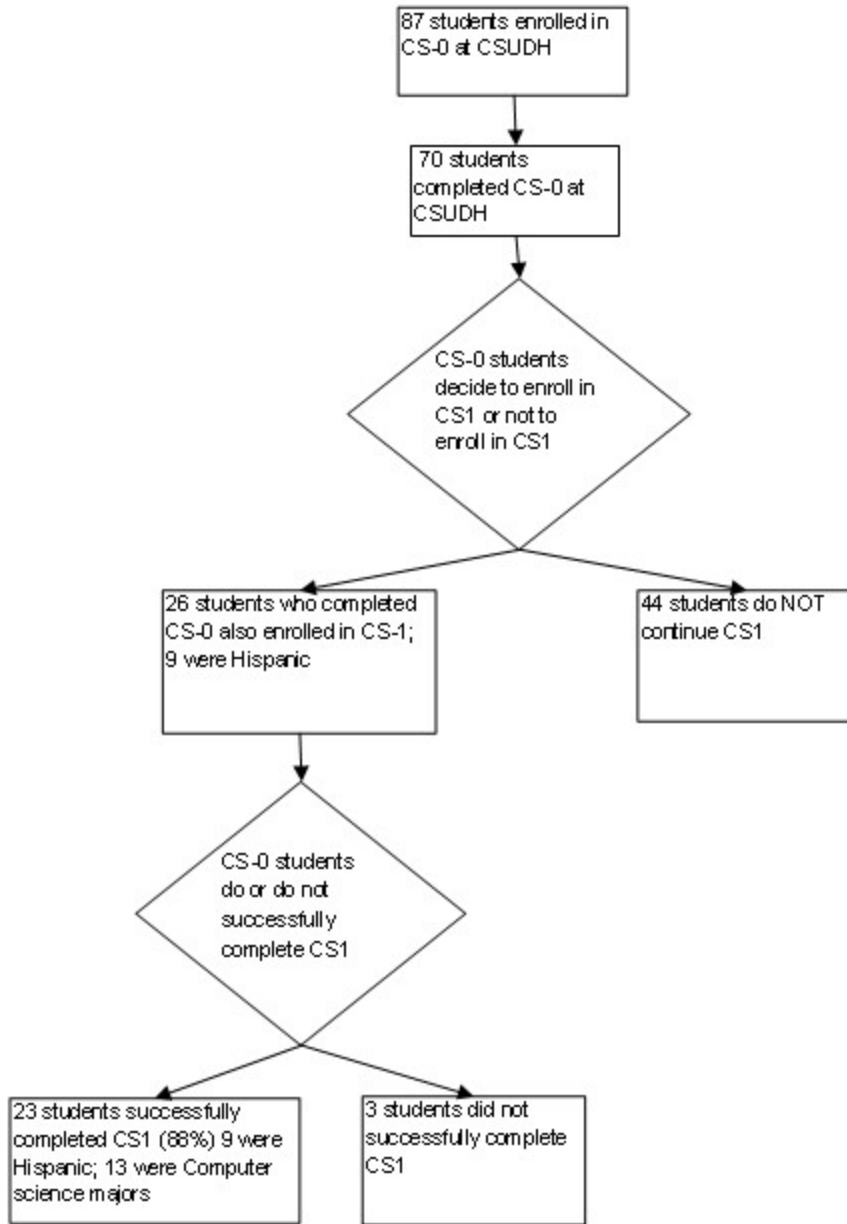 87 students enrolled in
CS-0 at CSUDH
70 students
completed CS-0 at
CSUDH
CS-0 students
decide to enroll in
CS1 or not to
enroll in CS1
26 students who completed
CS-0 also enrolled in CS-1;
9 were Hispanic
44 students do NOT
continue CS1
CS-0 students
do or do not
successfully
complete CS1
23 students successfully
completed CS1 (88%) 9 were
Hispanic; 13 were Computer
science majors
3 students did not
successfully complete
CS1